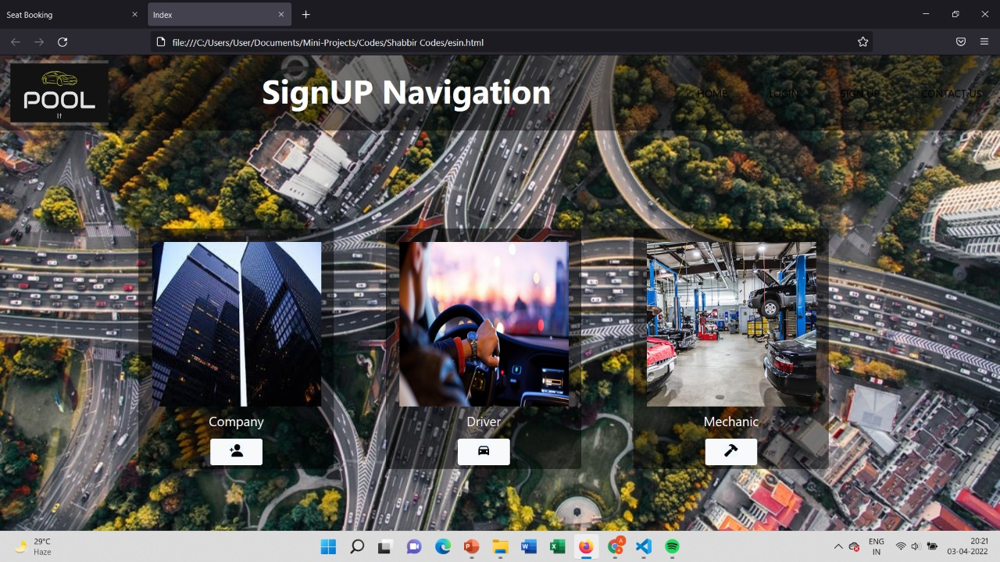 Seat Booking
Index
file:///C:/Users/User/Documents/Mini-Projects/Codes/Shabbir Codes/esin.html
POOL
It
SignUP Navigation
HOME
LOGIN
SIGN UP
CONTACT US
Company
Driver
Mechanic
29°C
Haze
ENG
IN
20:21
03-04-2022